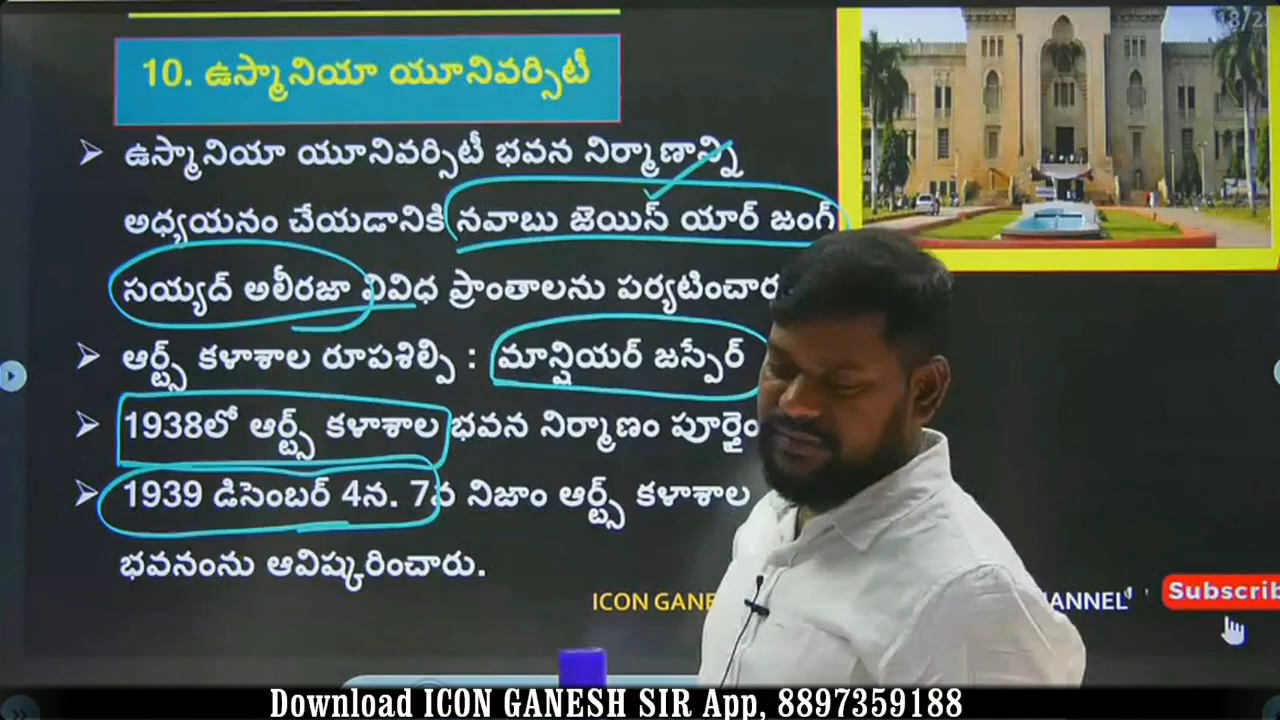 18/2
10. ఉస్మానియా యూనివర్సిటీ
➢ ఉస్మానియా యూనివర్సిటీ భవన నిర్మాణాన్ని
అధ్యయనం చేయడానికి నవాబు జెయిస్ యార్ జంగ్
సయ్యద్ అలీరజా వివిధ ప్రాంతాలను పర్యటించార
➢ ఆర్ట్స్ కళాశాల రూపశిల్పి : మాన్షియర్ జస్పేర్
➢ 1938లో ఆర్ట్స్ కళాశాల భవన నిర్మాణం పూర్తైం
➢ 1939 డిసెంబర్ 4న. 7వ నిజాం ఆర్ట్స్ కళాశాల
భవనంను ఆవిష్కరించారు.
ICON GANE ANNEL
Subscrib
Download ICON GANESH SIR App, 8897359188